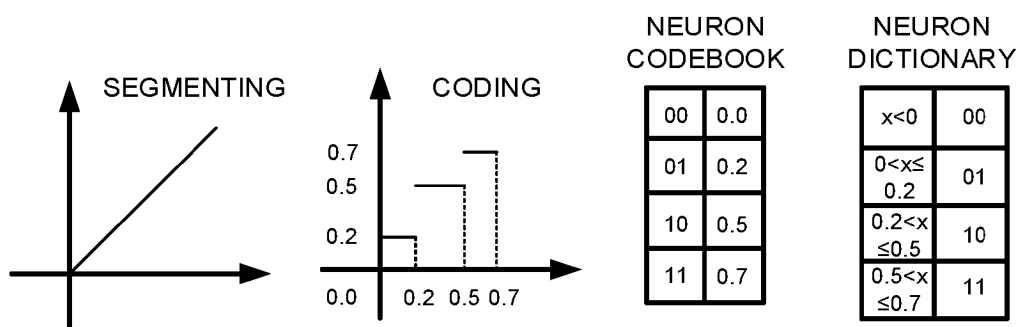 SEGMENTING
CODING
0.7
0.5
0.2
0.0 0.2 0.5 0.7
NEURON
CODEBOOK
00 0.0
01 0.2
10 0.5
11 0.7
NEURON
DICTIONARY
x<0 00
0<x≤
0.2 01
0.2<x
≤0.5 10
0.5<x
≤0.7 11